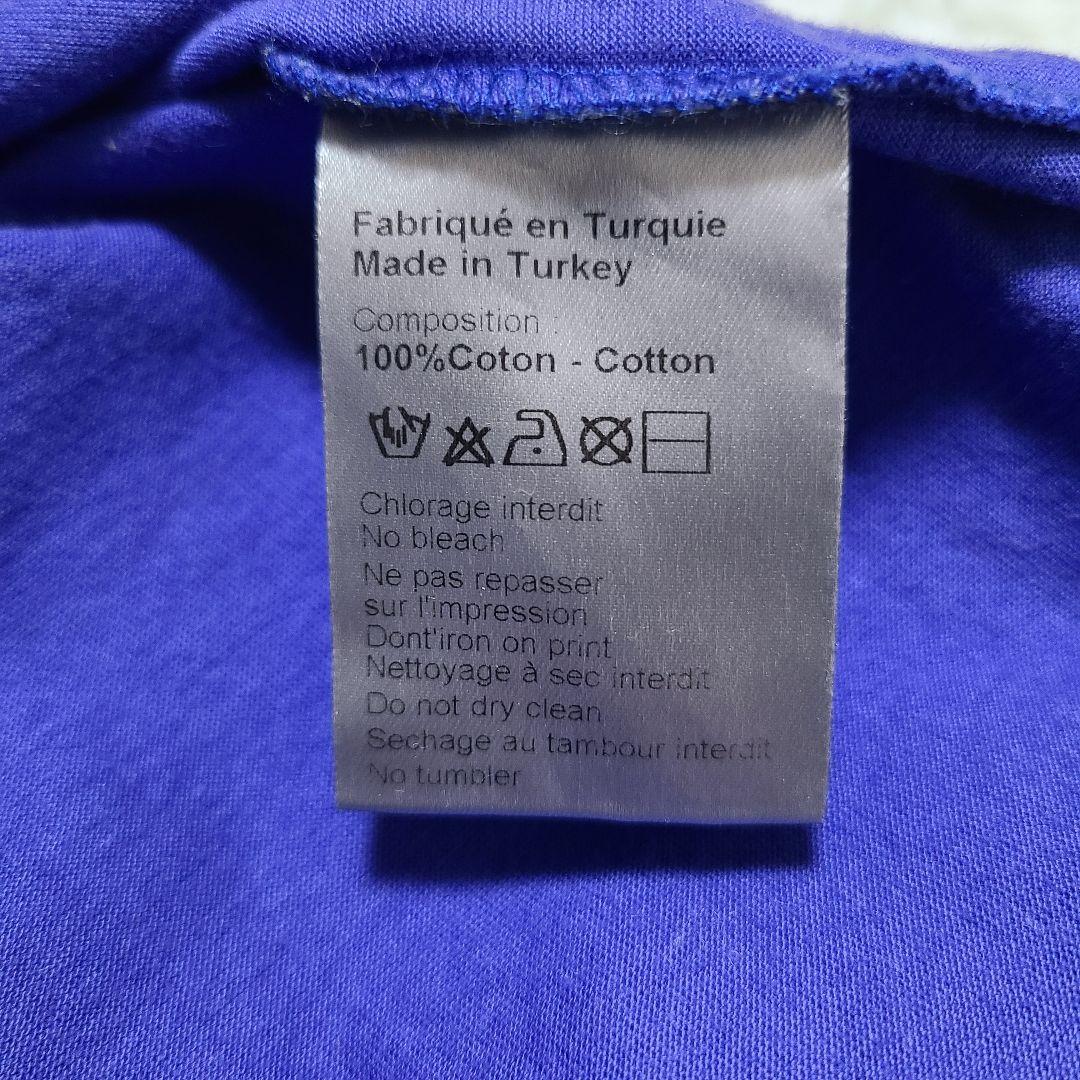 Fabriqué en Turquie
Made in Turkey
Composition :
100%Coton - Cotton
Chlorage interdit
No bleach
Ne pas repasser
sur l'impression
Dont'iron on print
Nettoyage à sec interdit
Do not dry clean
Sechage au tambour interdit
No tumbler